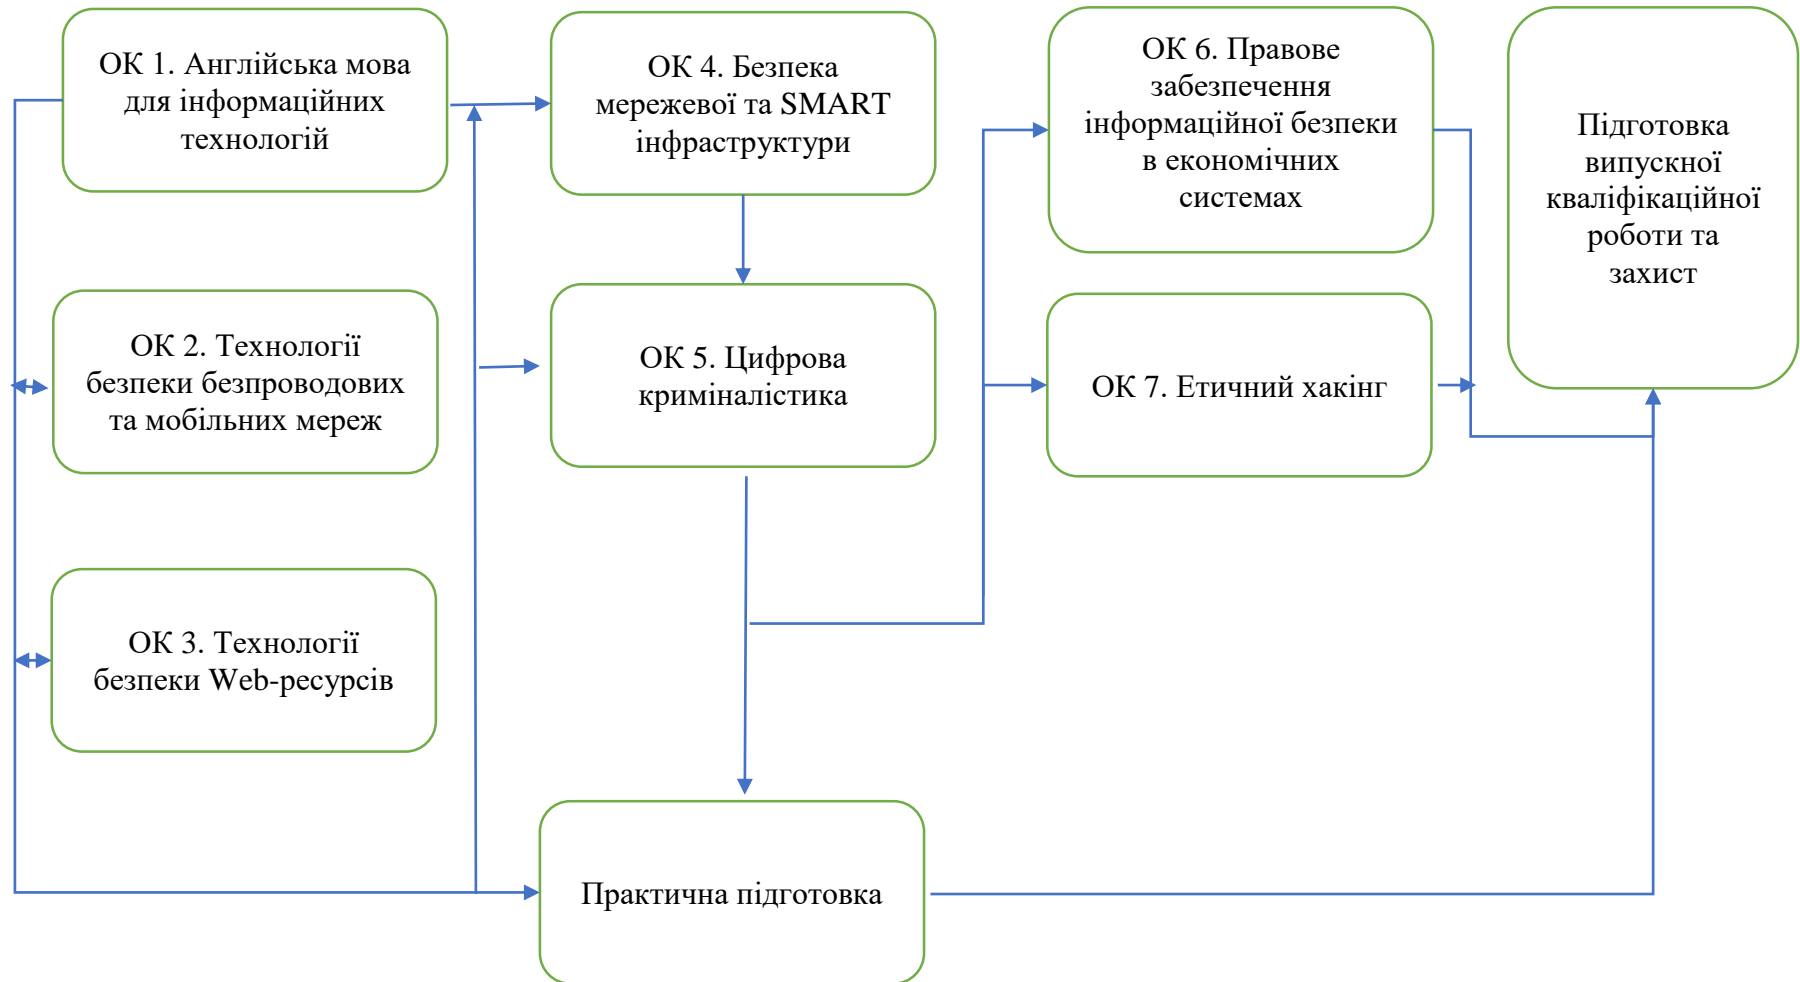 ОК 1. Англійська мова
для інформаційних
технологій
ОК 2. Технології
безпеки безпроводових
та мобільних мереж
ОК 3. Технології
безпеки Web-ресурсів
ОК 4. Безпека
мережевої та SMART
інфраструктури
ОК 5. Цифрова
криміналістика
Практична підготовка
ОК 6. Правове
забезпечення
інформаційної безпеки
в економічних
системах
ОК 7. Етичний хакінг
Підготовка
випускної
кваліфікаційної
роботи та
захист